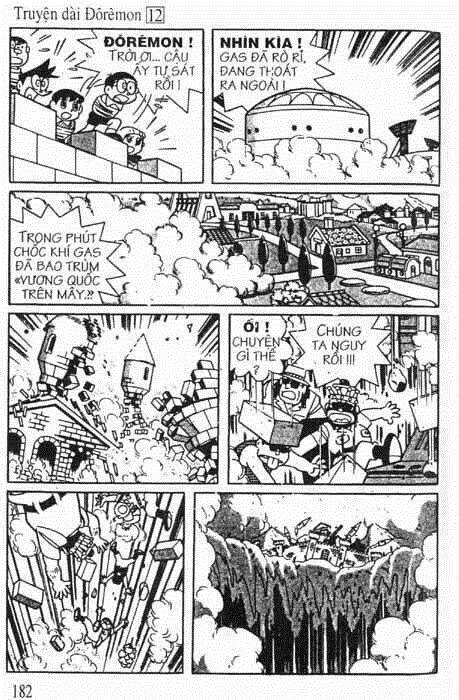 Truyện dài Đôrêmon 12
ĐÔRÊMON !
TRỜI ƠI... CẬU
ẤY TỰ SÁT
RỒI !
NHÌN KÌA !
GAS ĐÃ RÒ RỈ,
ĐANG THOÁT
RA NGOÀI !
TRONG PHÚT
CHỐC KHÍ GAS
ĐÃ BAO TRÙM
«VƯƠNG QUỐC
TRÊN MÂY.»
ỐI !
CHUYỆN
GÌ THẾ
?
CHÚNG
TA NGUY
RỒI !!!
182